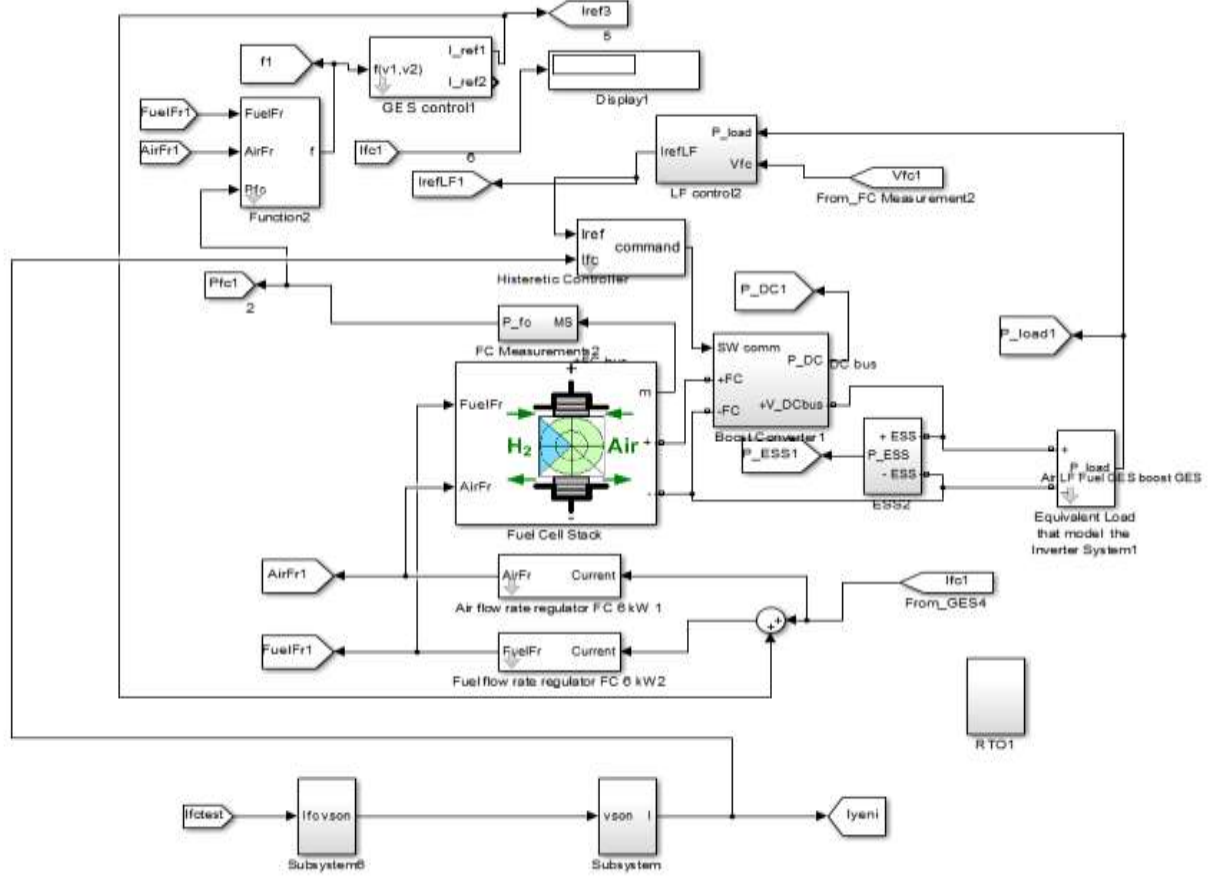 Iref3
5
f1
f(v1,v2)
I_ref1
I_ref2
GES control1
Display1
FuelFr1
AirFr1
FuelFr
AirFr
f
Pfc
Function2
Ifc1
6
IrefLF1
P_load
IrefLF
Vfc
LF control2
Vfc1
From_FC Measurement2
Iref
command
Ifc
Histeretic Controller
Pfc1
2
P_fc
MS
FC Measurements2
P_DC1
P_load1
SW comm
P_DC
DC bus
+FC
-FC
+V_DCbus
Boost Converter1
FuelFr
AirFr
m
+
-
+
H2
Air
-
Fuel Cell Stack
P_ESS1
+ ESS
P_ESS
- ESS
ESS2
+
P_load
Air LF Fuel GES boost GES
-
Equivalent Load
that model the
Inverter System1
AirFr1
AirFr
Current
Air flow rate regulator FC 6 kW 1
Ifc1
From_GES4
+
+
FuelFr1
FuelFr
Current
Fuel flow rate regulator FC 6 kW2
RTO1
Ifctest
Ifc vson
Subsystem6
vson
I
Subsystem
Iyeni